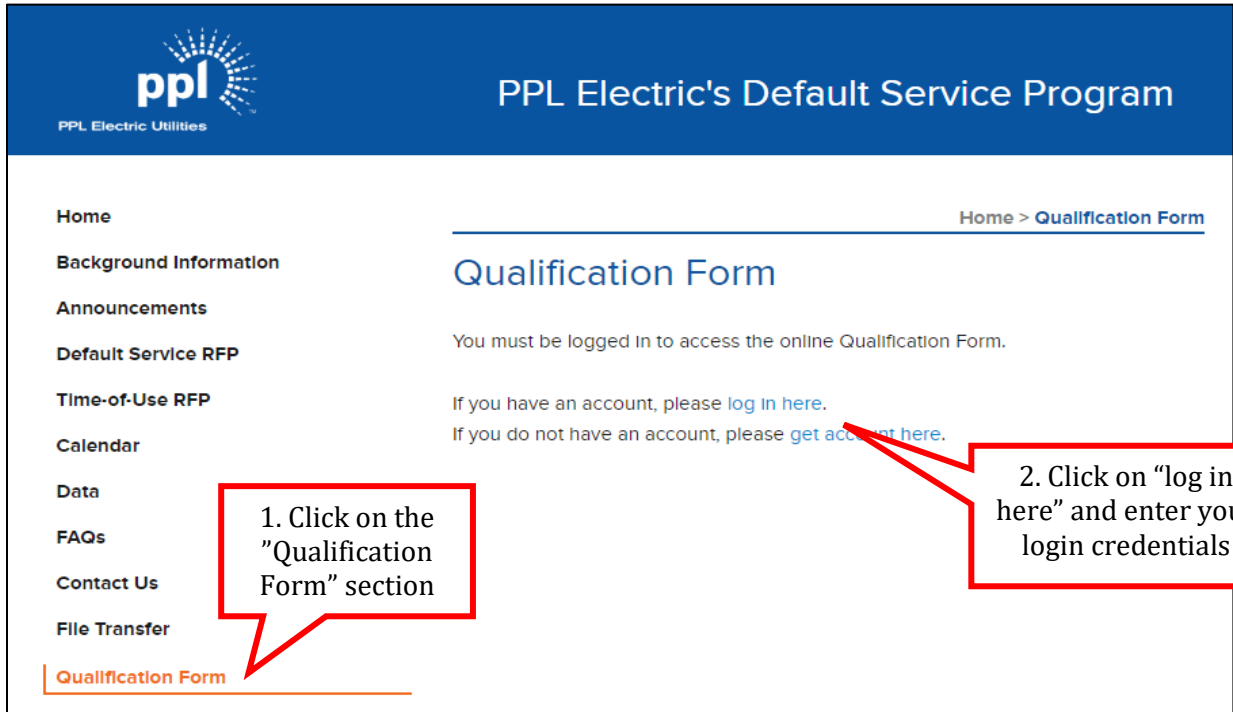 ppl
PPL Electric Utilities
PPL Electric's Default Service Program
Home
Background Information
Announcements
Default Service RFP
Time-of-Use RFP
Calendar
Data
FAQs
Contact Us
File Transfer
Qualification Form
Home > Qualification Form
Qualification Form
You must be logged in to access the online Qualification Form.
If you have an account, please log in here.
If you do not have an account, please get account here.
1. Click on the
”Qualification
Form” section
2. Click on “log in
here” and enter you
login credentials